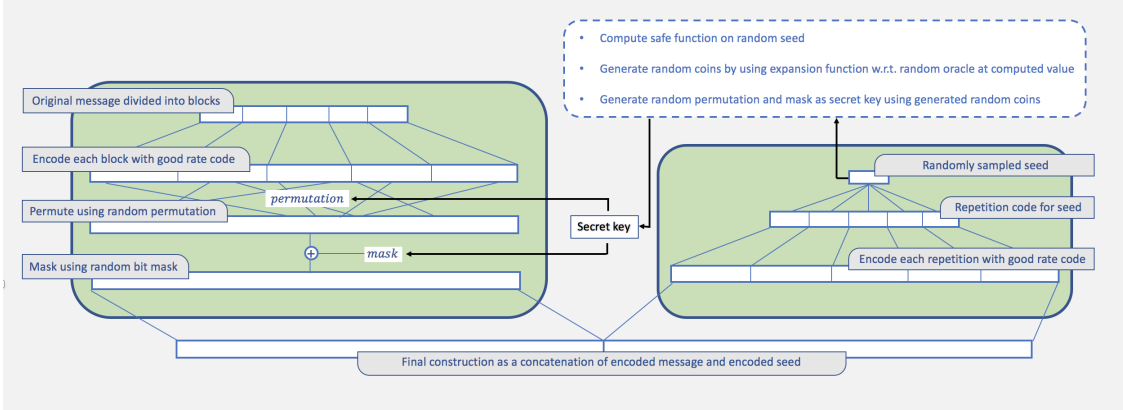 • Compute safe function on random seed
• Generate random coins by using expansion function w.r.t. random oracle at computed value
• Generate random permutation and mask as secret key using generated random coins
Original message divided into blocks
Encode each block with good rate code
permutation
Permute using random permutation
mask
Mask using random bit mask
Secret key
Randomly sampled seed
Repetition code for seed
Encode each repetition with good rate code
Final construction as a concatenation of encoded message and encoded seed